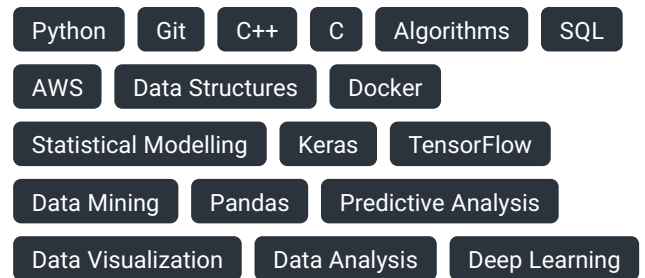 Python Git C++ C Algorithms SQL
AWS Data Structures Docker
Statistical Modelling Keras TensorFlow
Data Mining Pandas Predictive Analysis
Data Visualization Data Analysis Deep Learning